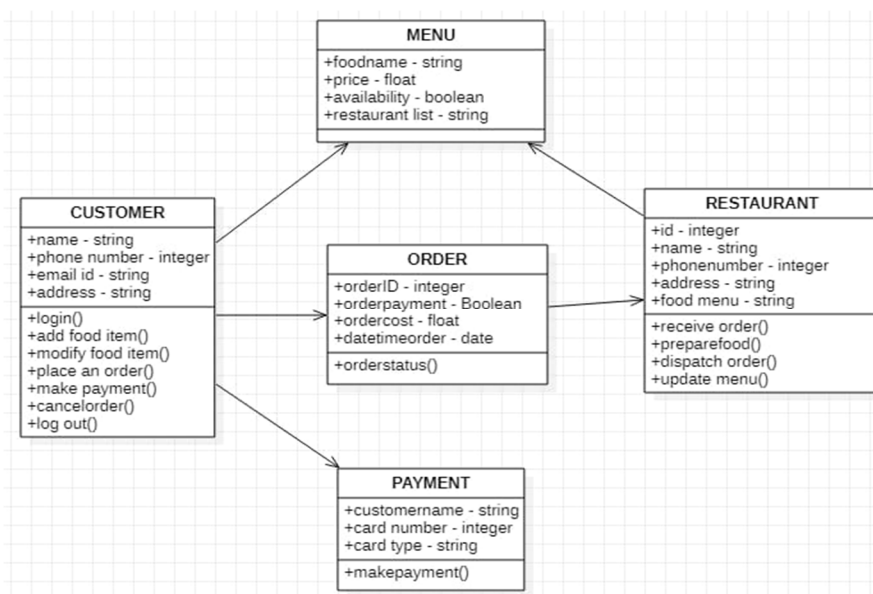 MENU
+foodname - string
+price - float
+availability - boolean
+restaurant list - string
CUSTOMER
+name - string
+phone number - integer
+email id - string
+address - string
+login()
+add food item()
+modify food item()
+place an order()
+make payment()
+cancelorder()
+log out()
ORDER
+orderID - integer
+orderpayment - Boolean
+ordercost - float
+datetimeorder - date
+orderstatus()
RESTAURANT
+id - integer
+name - string
+phonenumber - integer
+address - string
+food menu - string
+receive order()
+preparefood()
+dispatch order()
+update menu()
PAYMENT
+customername - string
+card number - integer
+card type - string
+makepayment()